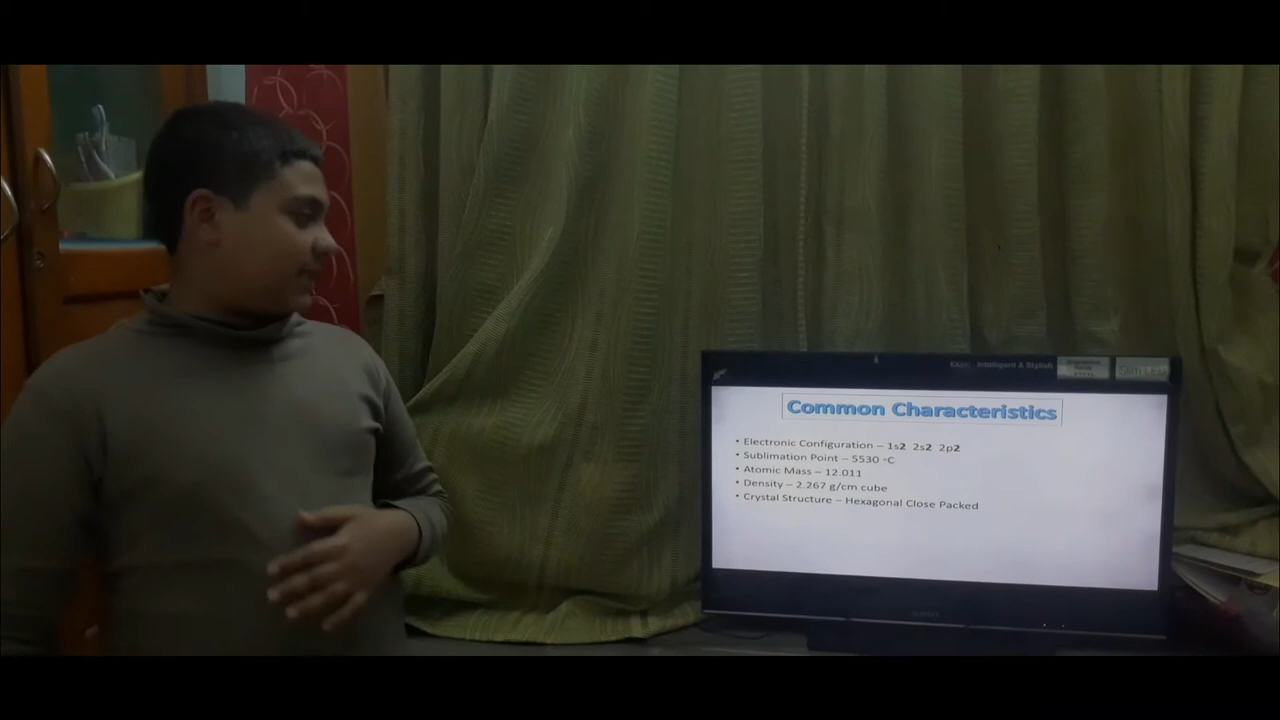 Intelligent & Stylish
Common Characteristics
• Electronic Configuration – 1s2 2s2 2p2
• Sublimation Point – 5530 °C
• Atomic Mass – 12.011
• Density – 2.267 g/cm cube
• Crystal Structure – Hexagonal Close Packed